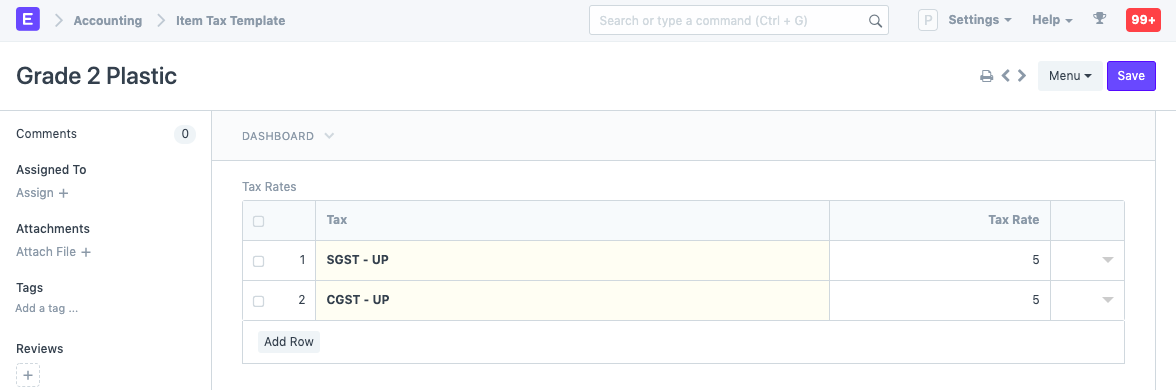 E Accounting Item Tax Template Search or type a command (Ctrl + G) P Settings Help 99+
Grade 2 Plastic Menu Save
Comments 0
Assigned To
Assign +
Attachments
Attach File +
Tags
Add a tag ...
Reviews
+
DASHBOARD
Tax Rates
Tax Tax Rate
1 SGST - UP 5
2 CGST - UP 5
Add Row